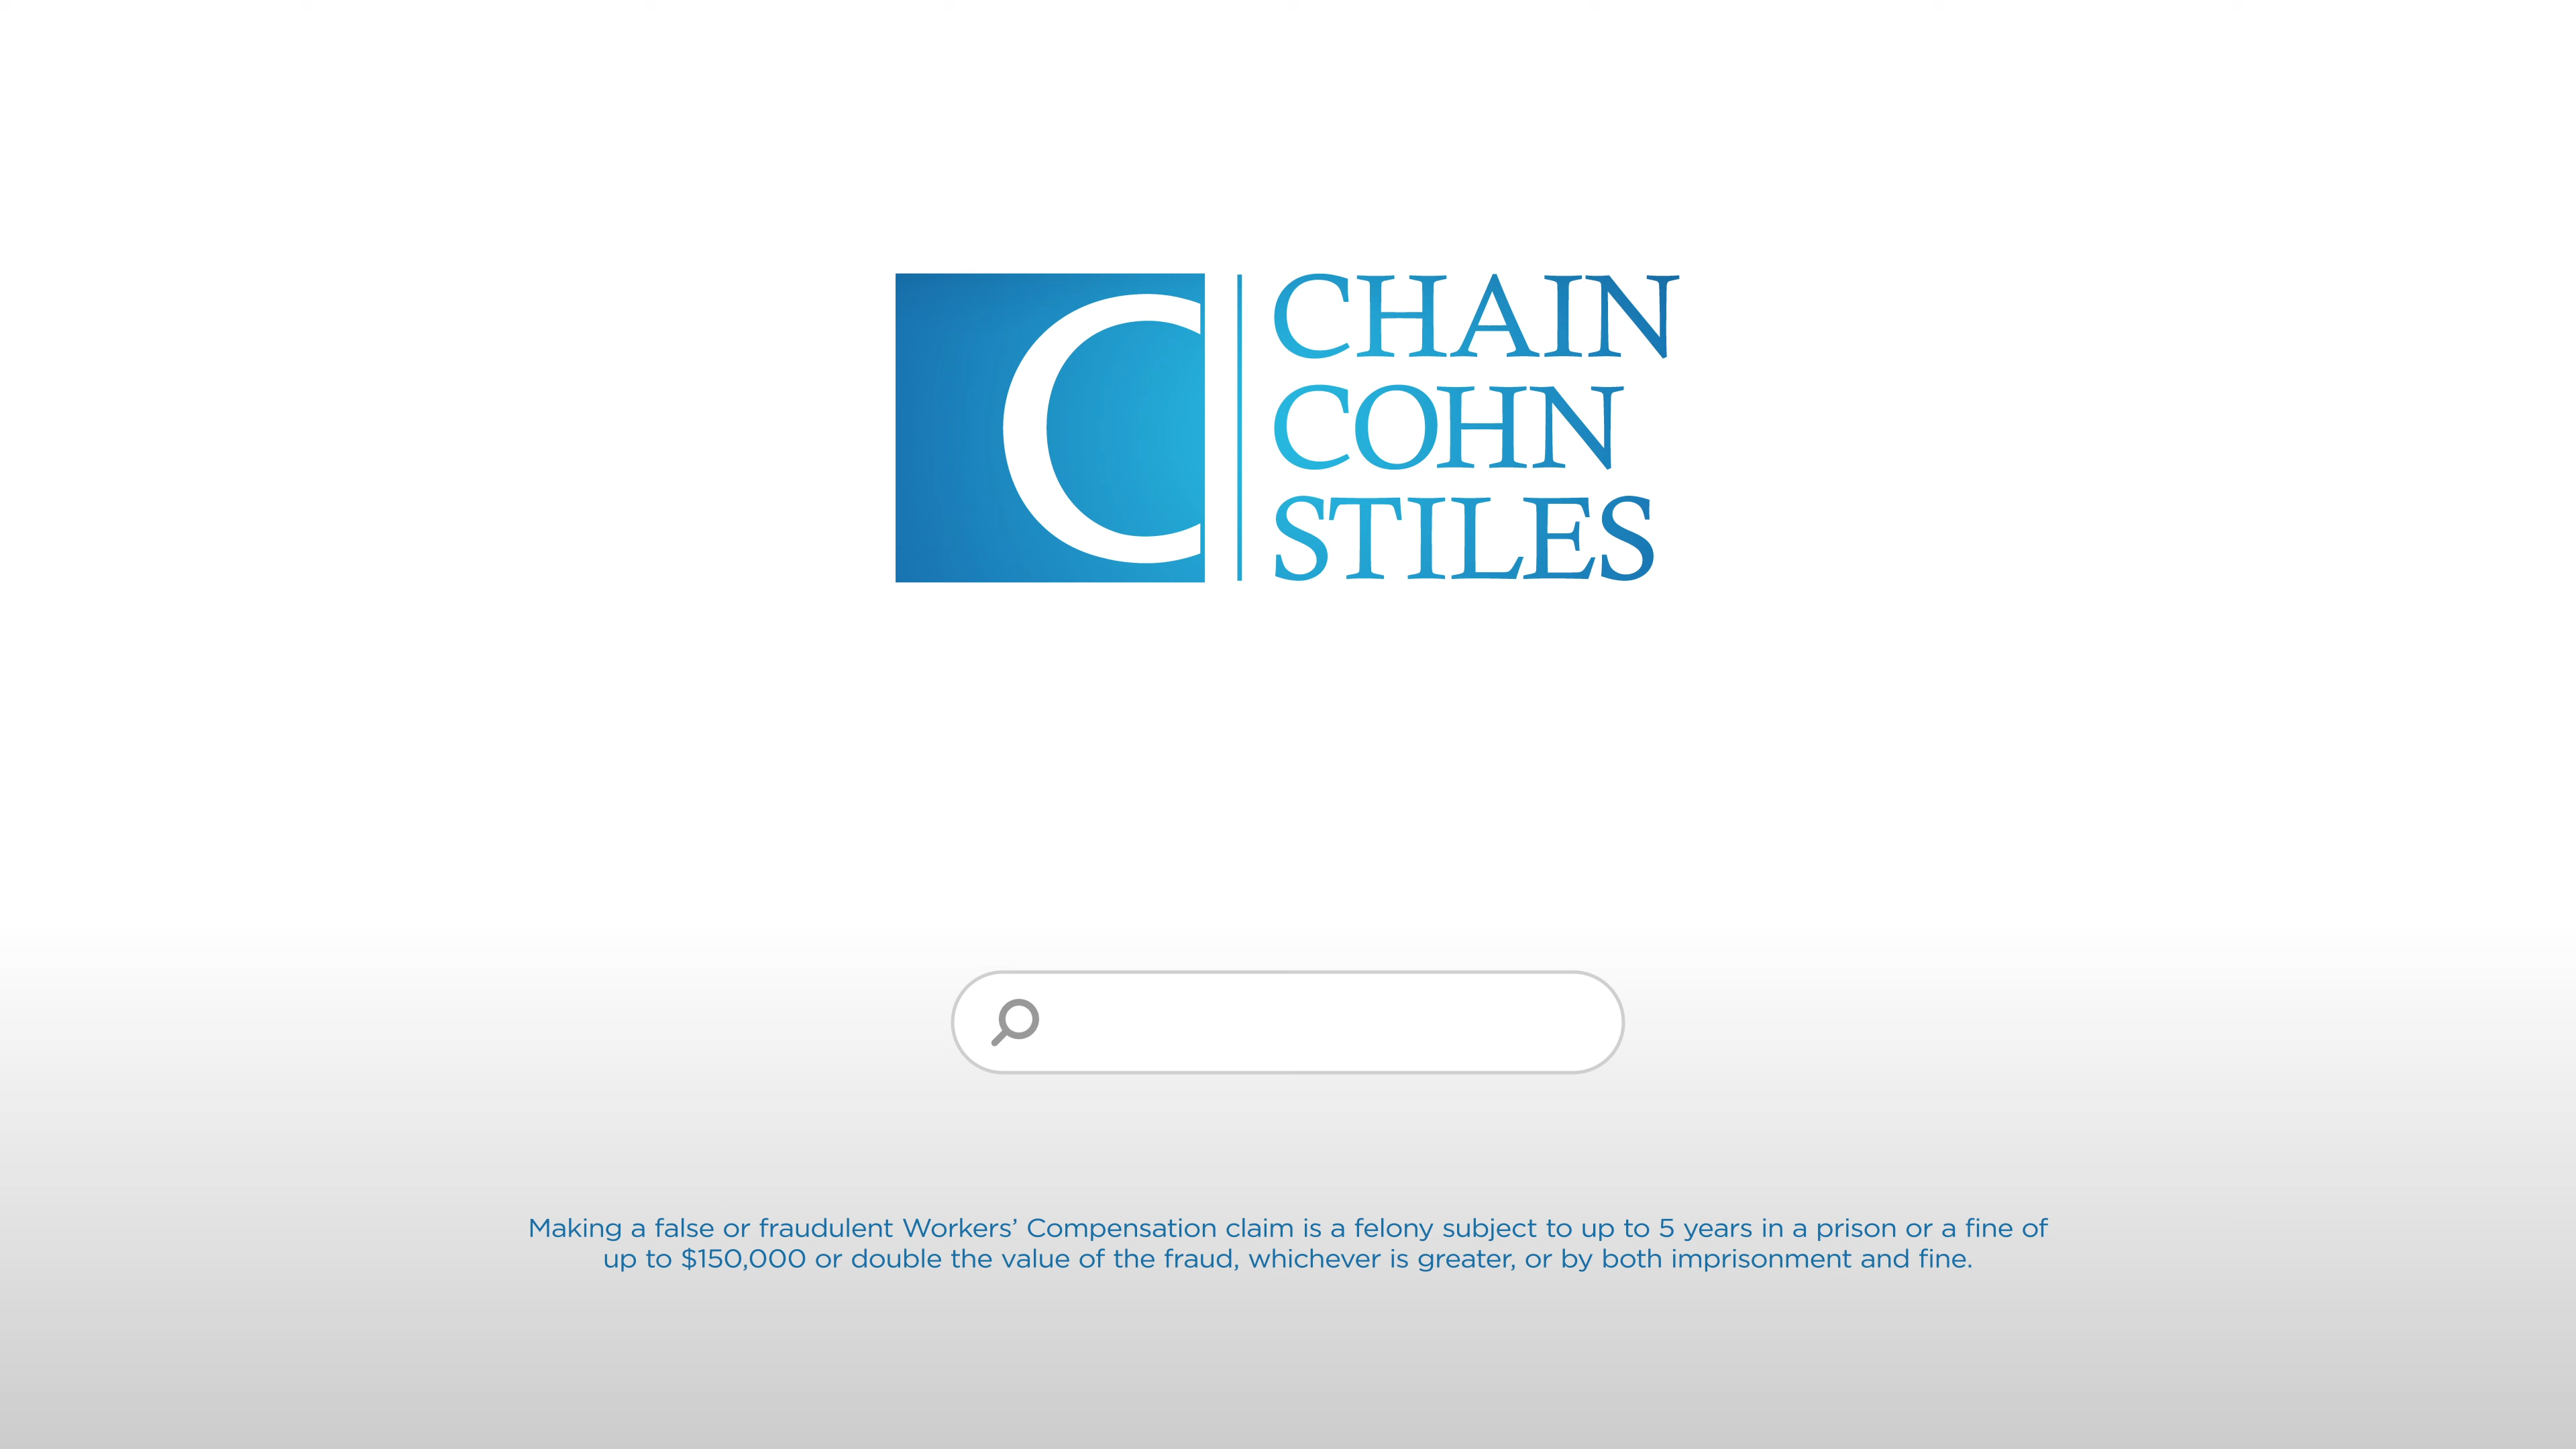 C
CHAIN
COHN
STILES
Making a false or fraudulent Workers’ Compensation claim is a felony subject to up to 5 years in a prison or a fine of
up to $150,000 or double the value of the fraud, whichever is greater, or by both imprisonment and fine.